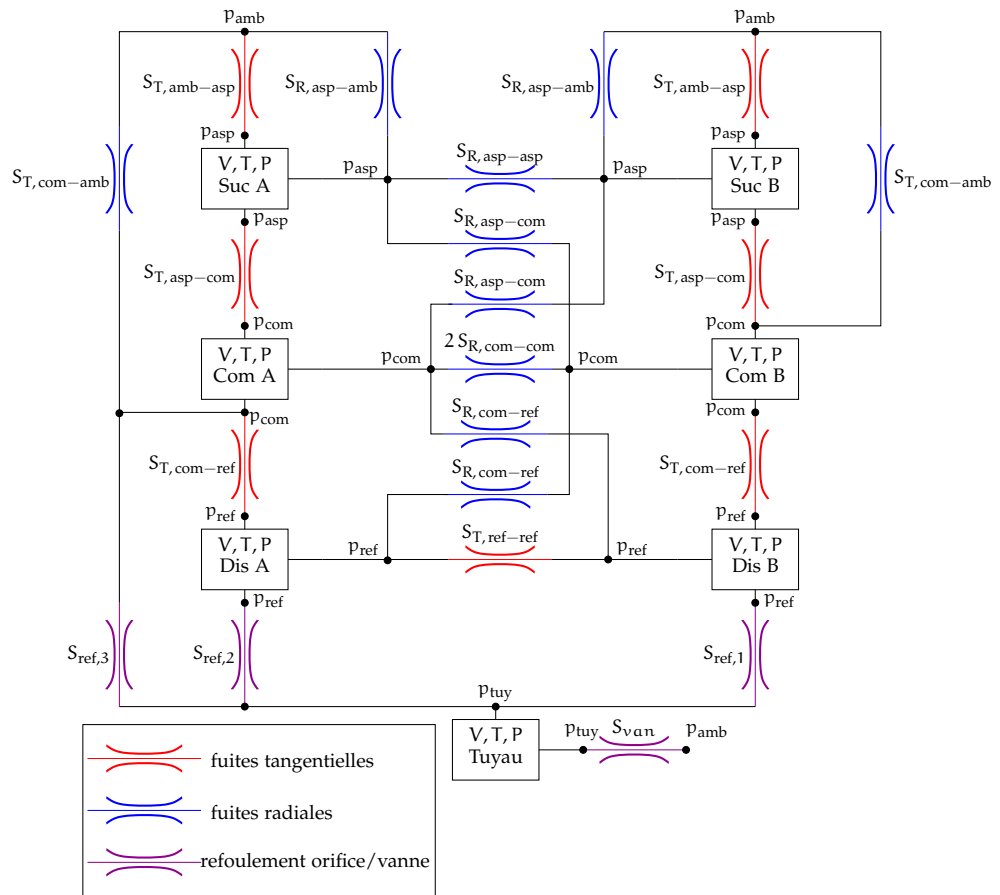 p_amb p_amb
S_T,amb−asp S_R,asp−amb S_R,asp−amb S_T,amb−asp
p_asp p_asp
S_R,asp−asp
V, T, P V, T, P
Suc A p_asp p_asp Suc B
S_T,com−amb S_T,com−amb
p_asp S_R,asp−com p_asp
S_T,asp−com S_R,asp−com S_T,asp−com
p_com p_com
2 S_R,com−com
V, T, P V, T, P
Com A p_com p_com Com B
p_com S_R,com−ref p_com
S_T,com−ref S_R,com−ref S_T,com−ref
p_ref p_ref
S_T,ref−ref
V, T, P V, T, P
Dis A p_ref p_ref Dis B
p_ref p_ref
S_ref,3 S_ref,2 S_ref,1
p_tuy
V, T, P p_tuy S_van p_amb
Tuyau
fuites tangentielles
fuites radiales
refoulement orifice/vanne